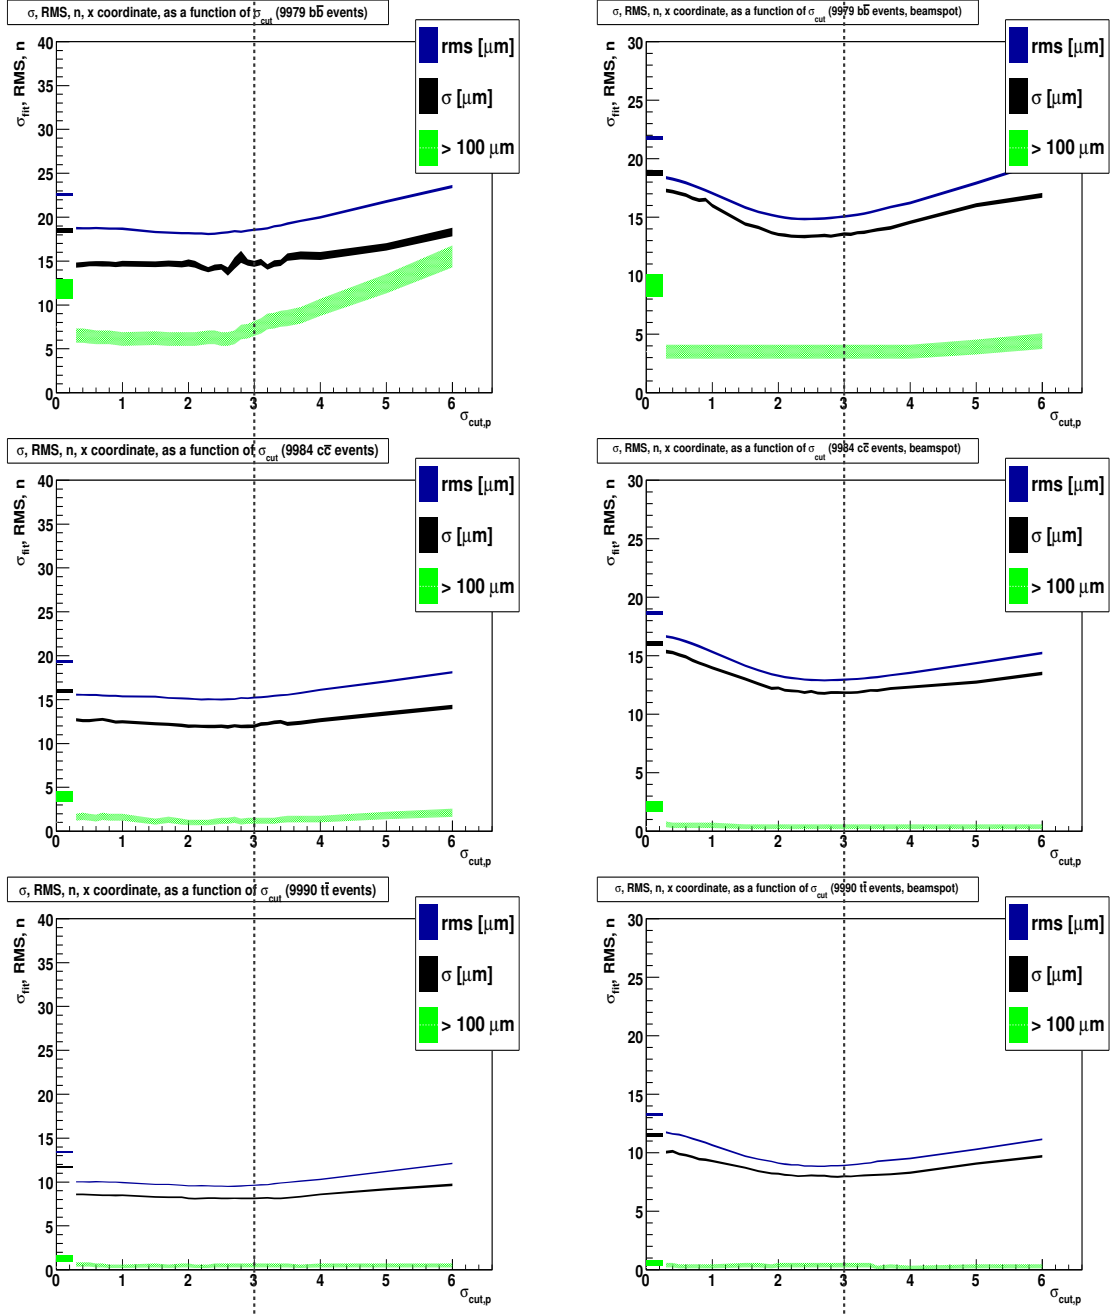 σ, RMS, n, x coordinate, as a function of σcut (9979 bb̄ events)
σfit, RMS, n
40
35
30
25
20
15
10
5
0
0 1 2 3 4 5 6
σcut,p
rms [μm]
σ [μm]
> 100 μm
σ, RMS, n, x coordinate, as a function of σcut (9979 bb̄ events, beamspot)
σfit, RMS, n
30
25
20
15
10
5
0
0 1 2 3 4 5 6
σcut,p
rms [μm]
σ [μm]
> 100 μm
σ, RMS, n, x coordinate, as a function of σcut (9984 cc̄ events)
σfit, RMS, n
40
35
30
25
20
15
10
5
0
0 1 2 3 4 5 6
σcut,p
rms [μm]
σ [μm]
> 100 μm
σ, RMS, n, x coordinate, as a function of σcut (9984 cc̄ events, beamspot)
σfit, RMS, n
30
25
20
15
10
5
0
0 1 2 3 4 5 6
σcut,p
rms [μm]
σ [μm]
> 100 μm
σ, RMS, n, x coordinate, as a function of σcut (9990 tt̄ events)
σfit, RMS, n
40
35
30
25
20
15
10
5
0
0 1 2 3 4 5 6
σcut,p
rms [μm]
σ [μm]
> 100 μm
σ, RMS, n, x coordinate, as a function of σcut (9990 tt̄ events, beamspot)
σfit, RMS, n
30
25
20
15
10
5
0
0 1 2 3 4 5 6
σcut,p
rms [μm]
σ [μm]
> 100 μm